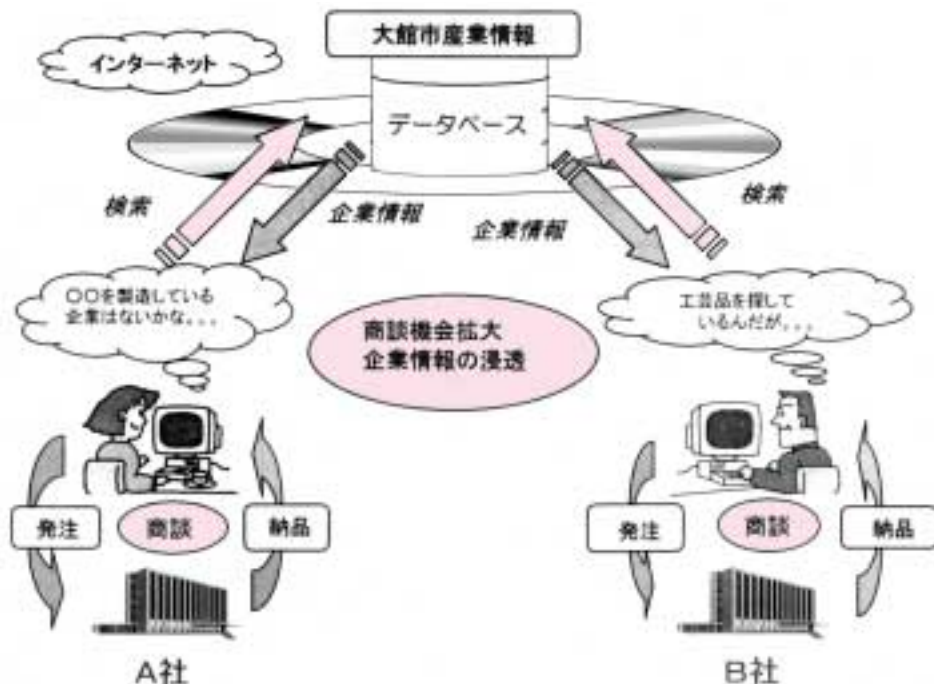 大館市産業情報
インターネット
データベース
検索
企業情報
企業情報
検索
〇〇を製造している
企業はないかな。。。
工芸品を探して
いるんだが。。。
商談機会拡大
企業情報の浸透
発注
商談
納品
発注
商談
納品
A社
B社